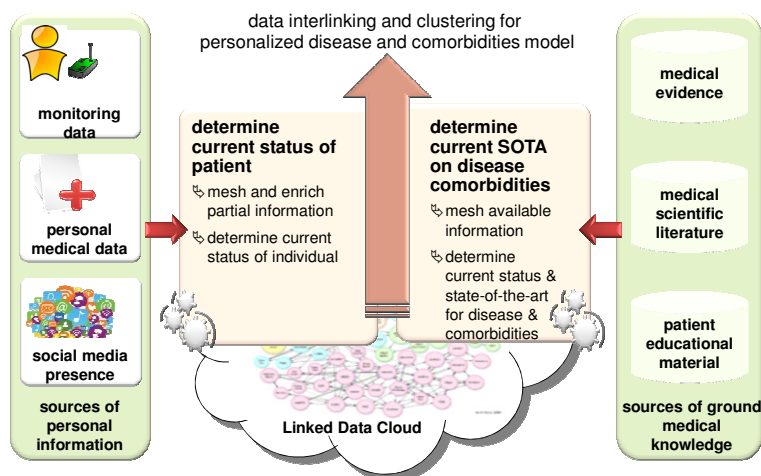 data interlinking and clustering for
personalized disease and comorbidities model
monitoring
data
personal
medical data
social media
presence
sources of
personal
information
determine
current status of
patient
mesh and enrich
partial information
determine current
status of individual
determine
current SOTA
on disease
comorbidities
mesh available
information
determine
current status &
state-of-the-art
for disease &
comorbidities
Linked Data Cloud
medical
evidence
medical
scientific
literature
patient
educational
material
sources of ground
medical
knowledge